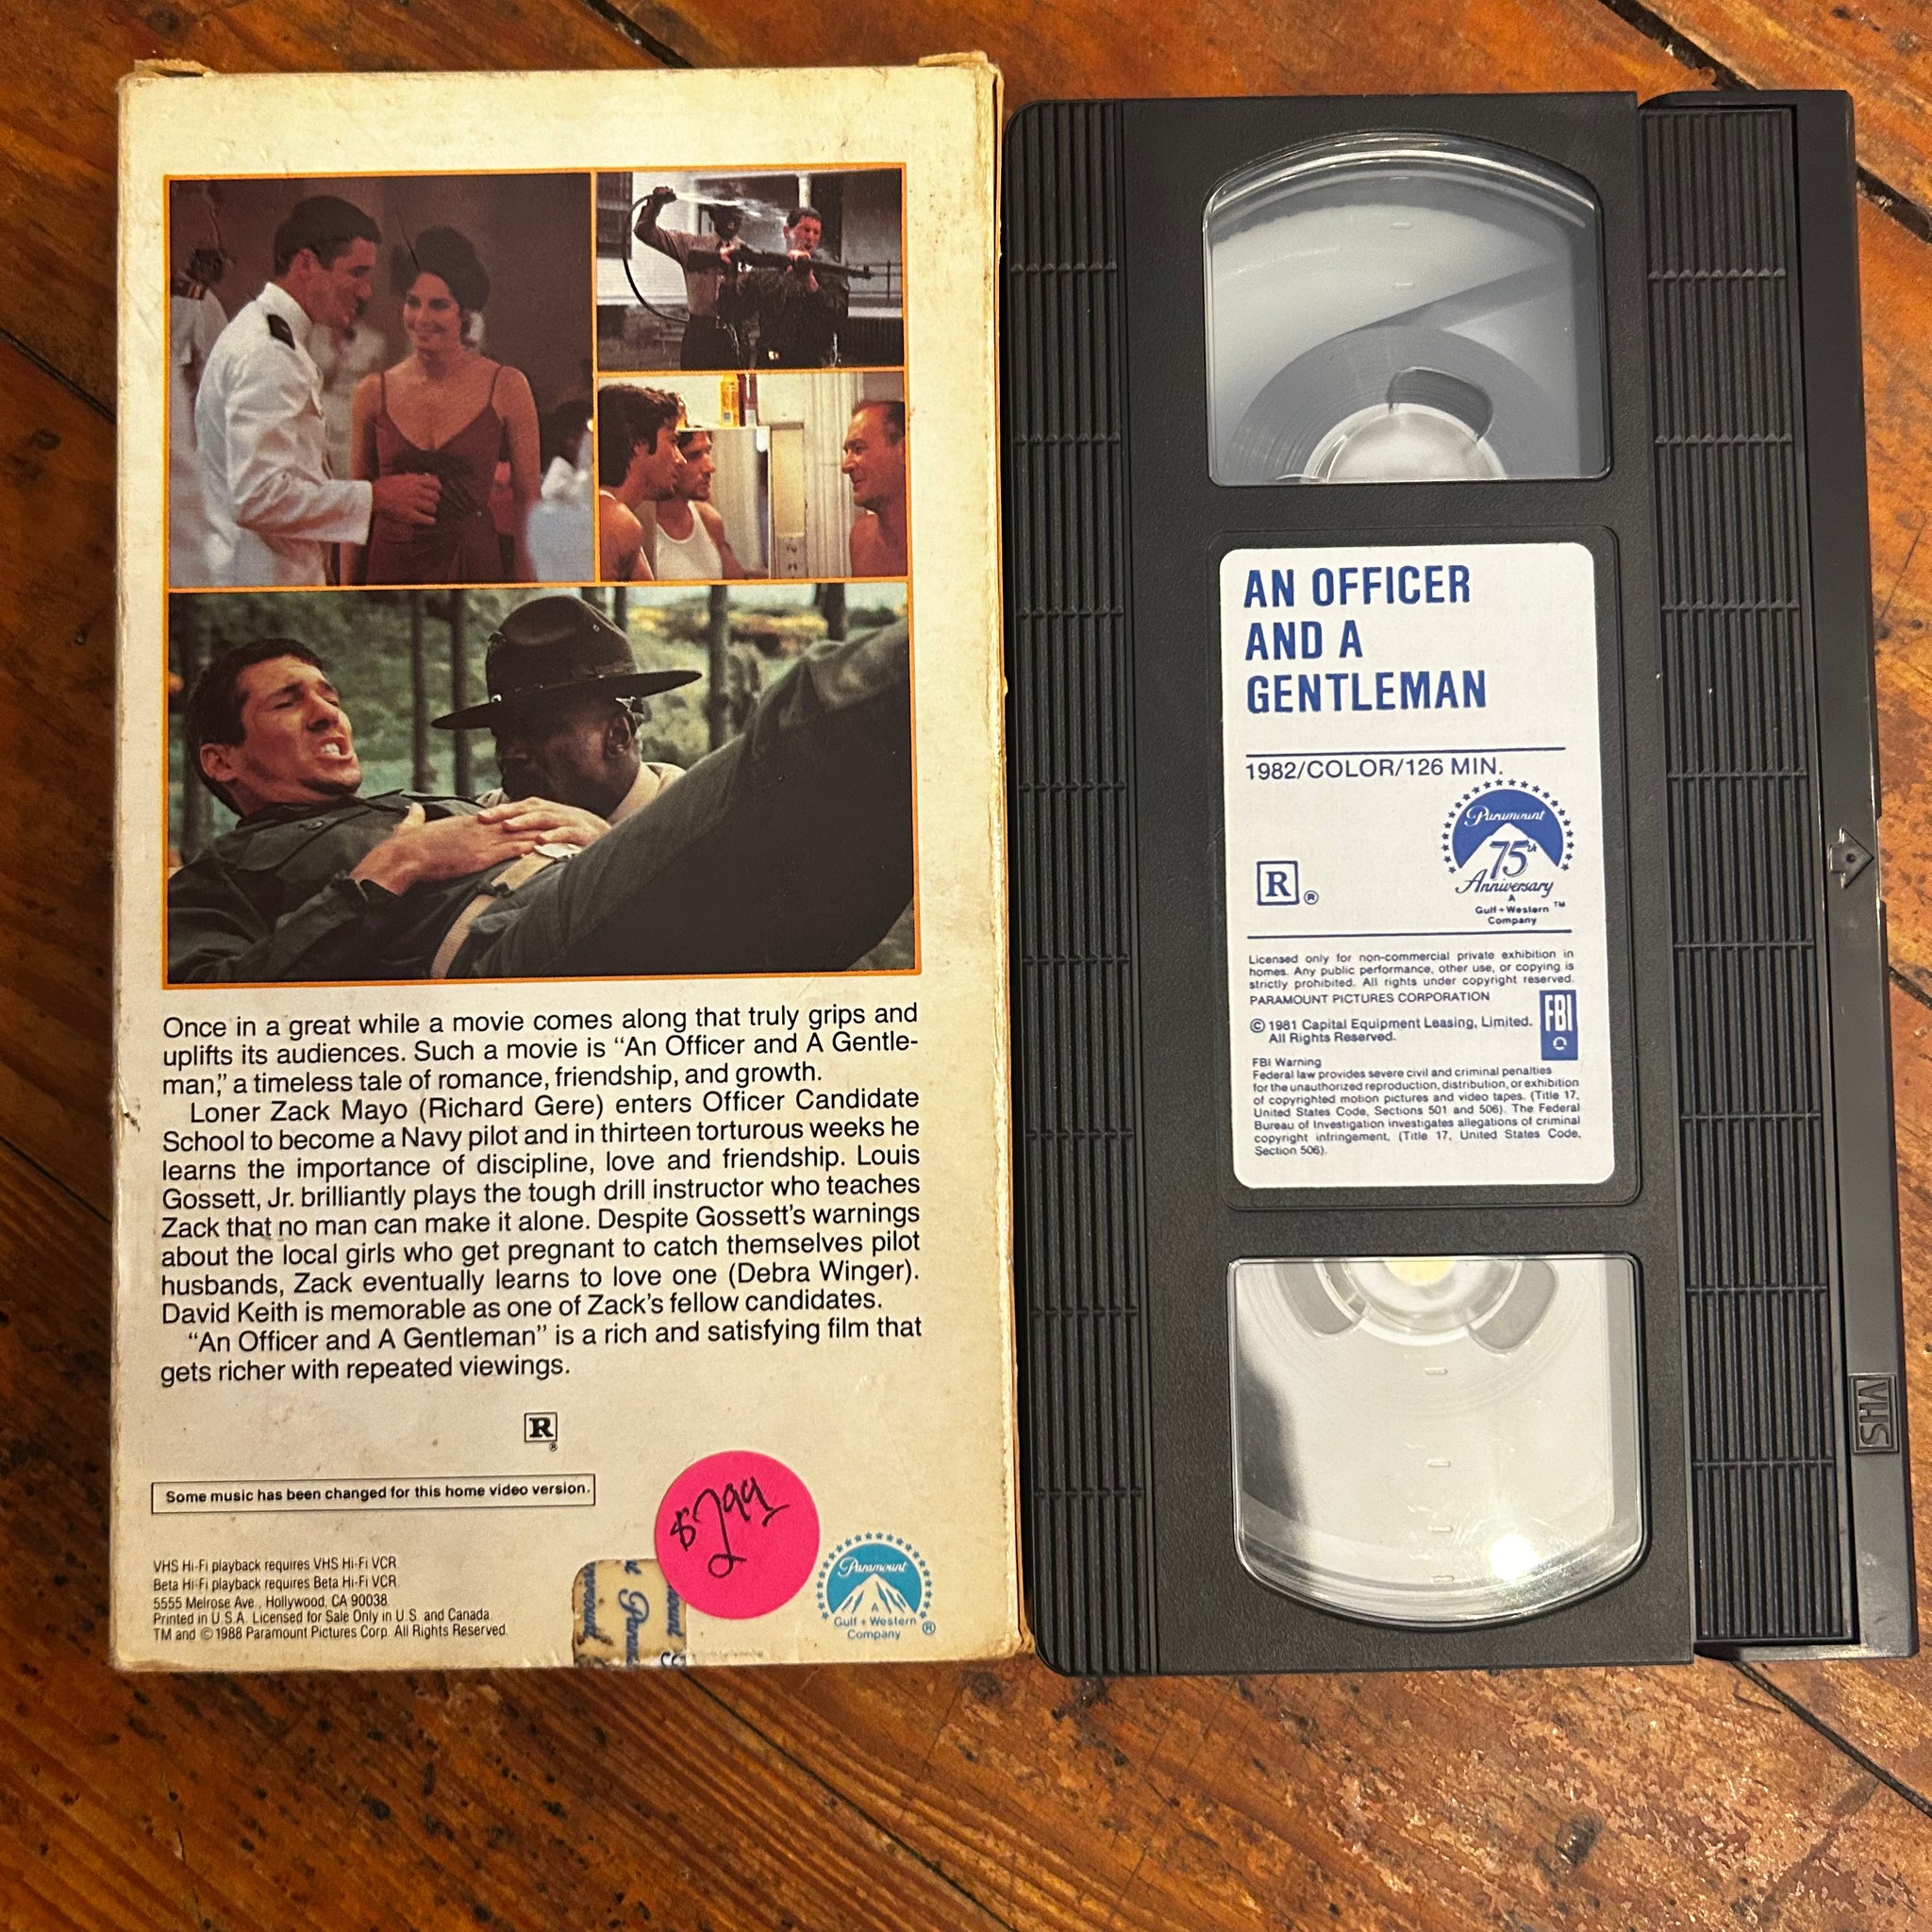 Once in a great while a movie comes along that truly grips and
uplifts its audiences. Such a movie is "An Officer and A Gentle-
man," a timeless tale of romance, friendship, and growth.
Loner Zack Mayo (Richard Gere) enters Officer Candidate
School to become a Navy pilot and in thirteen torturous weeks he
learns the importance of discipline, love and friendship. Louis
Gossett, Jr. brilliantly plays the tough drill instructor who teaches
Zack that no man can make it alone. Despite Gossett's warnings
about the local girls who get pregnant to catch themselves pilot
husbands, Zack eventually learns to love one (Debra Winger).
David Keith is memorable as one of Zack's fellow candidates.
"An Officer and A Gentleman" is a rich and satisfying film that
gets richer with repeated viewings.
R
®
Some music has been changed for this home video version.
$2.99
VHS Hi-Fi playback requires VHS Hi-Fi VCR
Beta Hi-Fi playback requires Beta Hi-Fi VCR.
5555 Melrose Ave., Hollywood, CA 90038.
Printed in U.S.A. Licensed for Sale Only in U.S. and Canada.
TM and © 1988 Paramount Pictures Corp. All Rights Reserved.
Paramount
A
Gulf + Western
Company ®
AN OFFICER
AND A
GENTLEMAN
1982/COLOR/126 MIN.
R ®
Paramount
75th
Anniversary
A
Gulf + Western ™
Company
Licensed only for non-commercial private exhibition in
homes. Any public performance, other use, or copying is
strictly prohibited. All rights under copyright reserved.
PARAMOUNT PICTURES CORPORATION
© 1981 Capital Equipment Leasing, Limited.
All Rights Reserved.
FBI
FBI Warning
Federal law provides severe civil and criminal penalties
for the unauthorized reproduction, distribution, or exhibition
of copyrighted motion pictures and video tapes. (Title 17,
United States Code, Sections 501 and 506). The Federal
Bureau of Investigation investigates allegations of criminal
copyright infringement, (Title 17, United States Code,
Section 506).
VHS